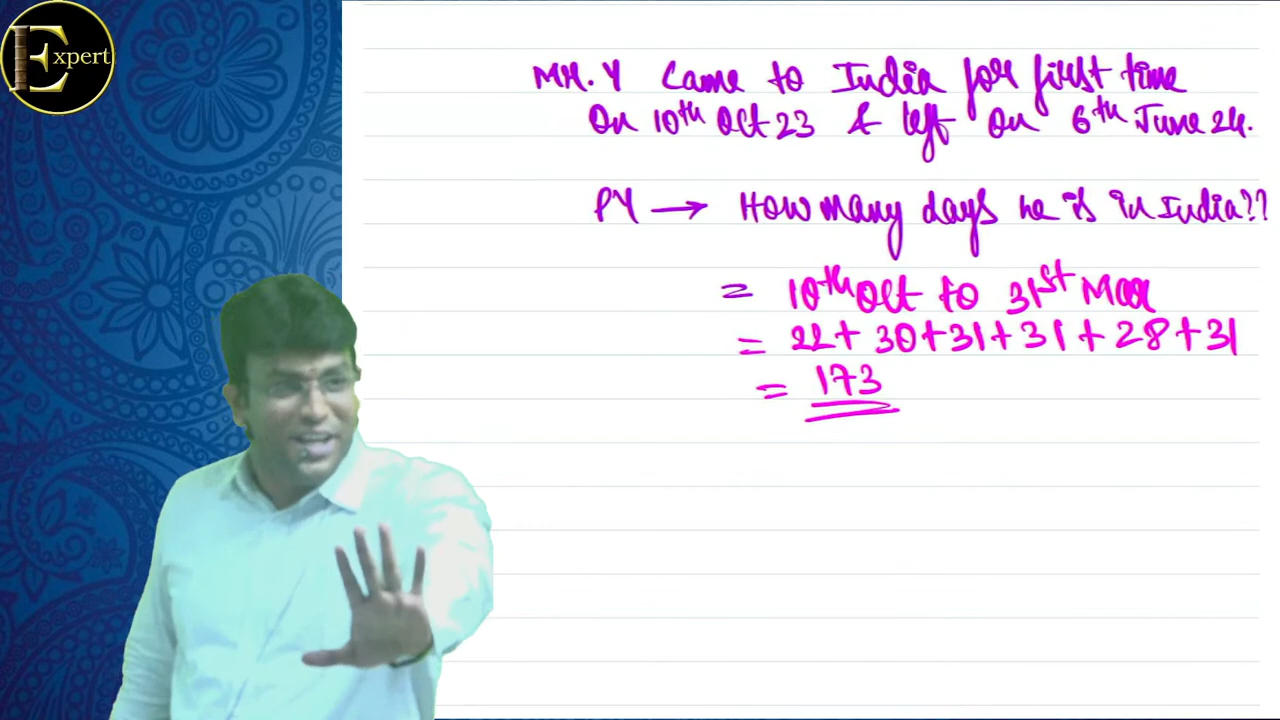 Expert
Mr. Y Came to India for first time
On 10th Oct 23 & left on 6th June 24.
PY → How many days he is in India??
= 10th Oct to 31st Mar
= 22 + 30 + 31 + 31 + 28 + 31
= 173